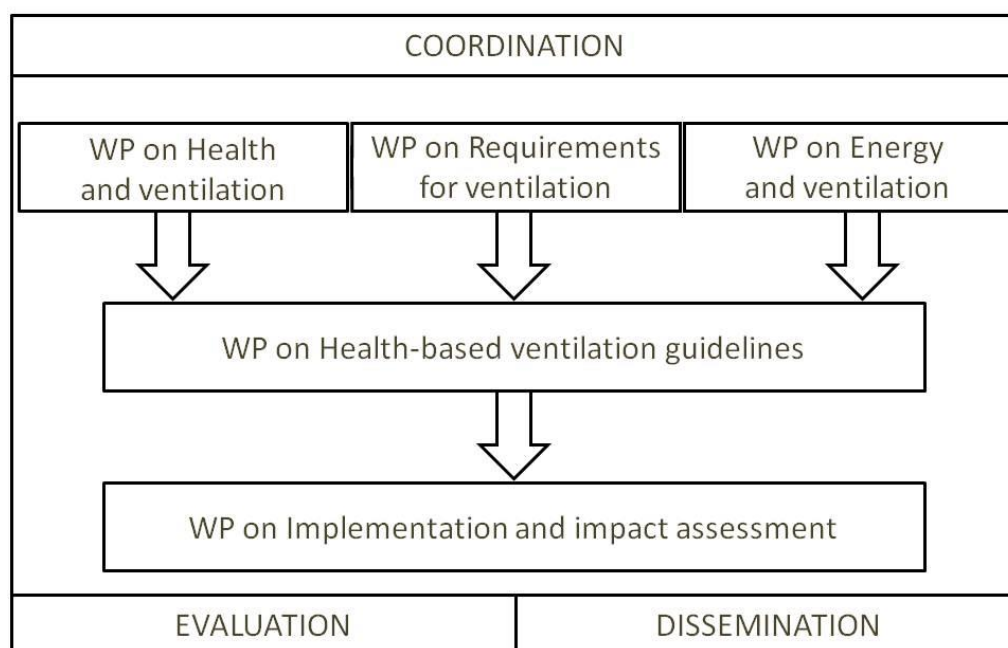 COORDINATION
WP on Health
and ventilation
WP on Requirements
for ventilation
WP on Energy
and ventilation
WP on Health-based ventilation guidelines
WP on Implementation and impact assessment
EVALUATION
DISSEMINATION